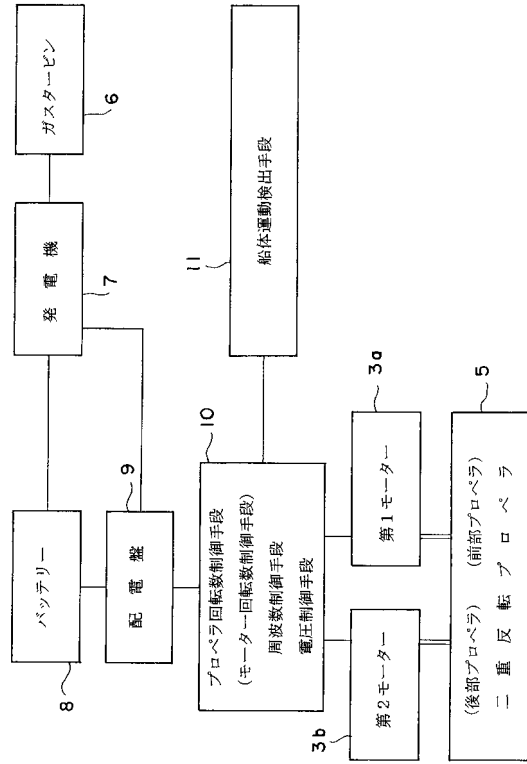 ガスタービン
6
発電機
7
バッテリー
8
配電盤
9
船体運動検出手段
11
プロペラ回転数制御手段
(モーター回転数制御手段)
周波数制御手段
電圧制御手段
10
第1モーター
3a
第2モーター
3b
(後部プロペラ) (前部プロペラ)
二重反転プロペラ
5